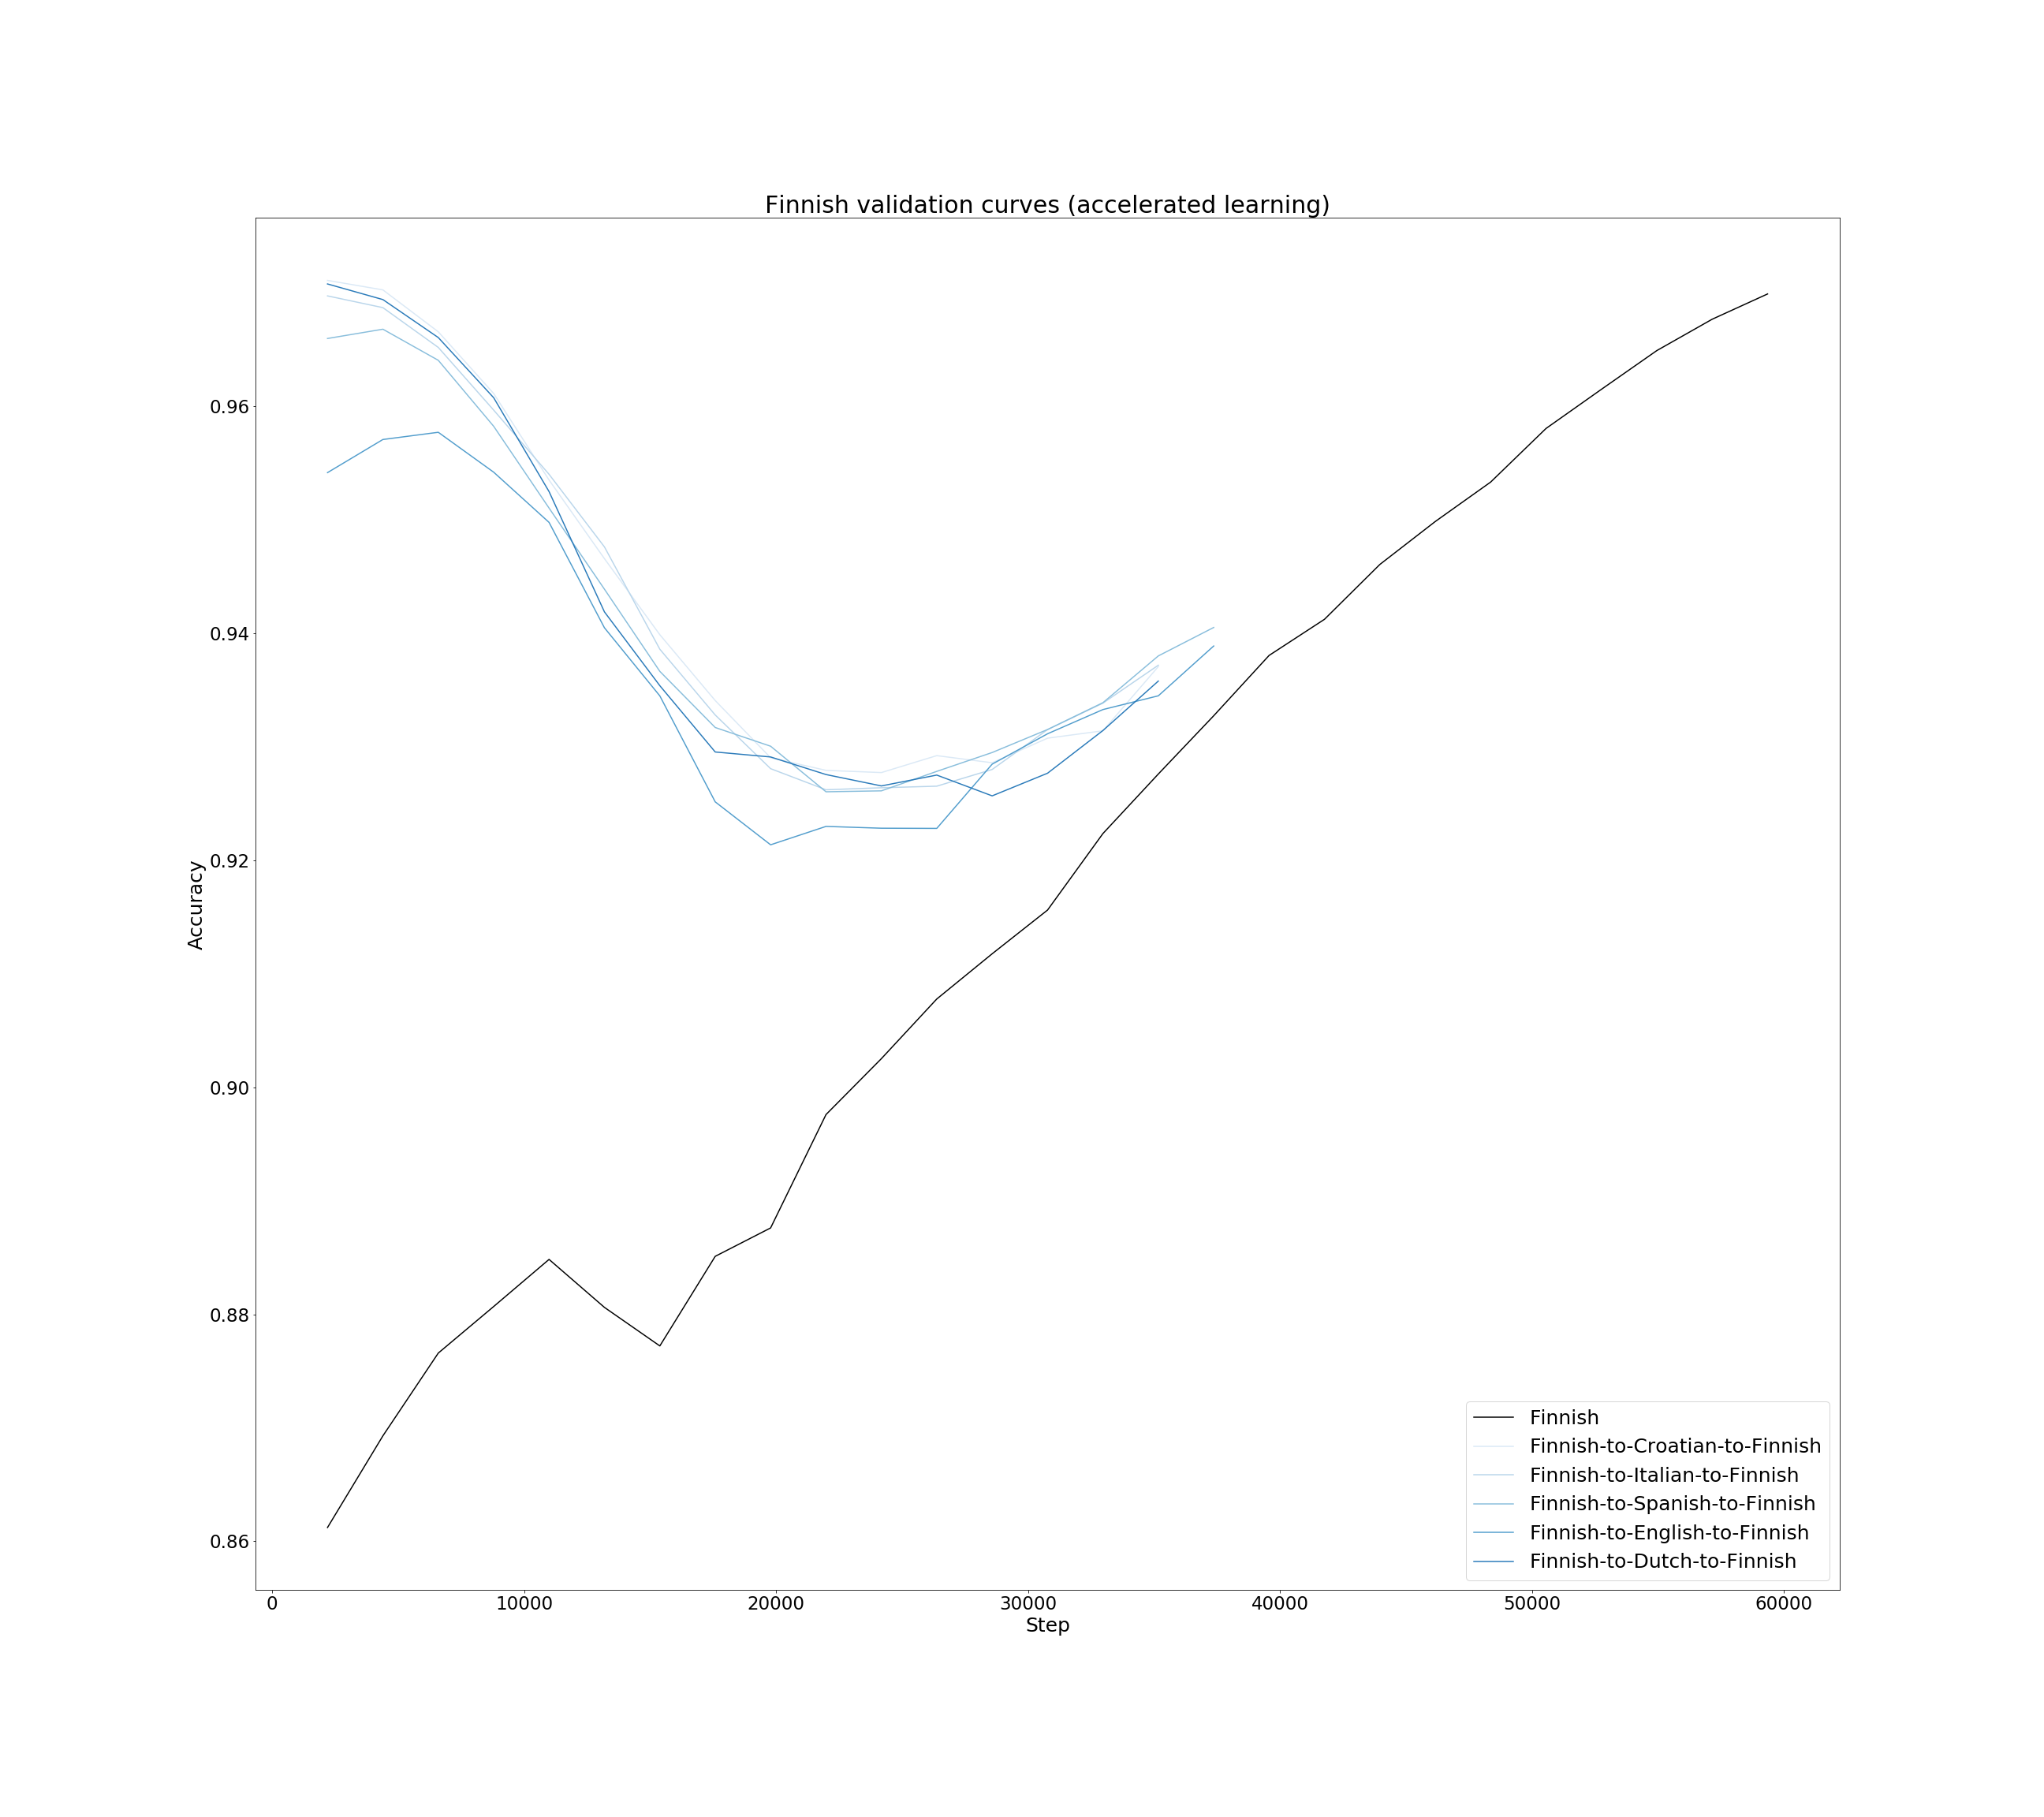 Finnish validation curves (accelerated learning)
0.96
0.94
0.92
0.90
0.88
0.86
Accuracy
0 10000 20000 30000 40000 50000 60000
Step
Finnish
Finnish-to-Croatian-to-Finnish
Finnish-to-Italian-to-Finnish
Finnish-to-Spanish-to-Finnish
Finnish-to-English-to-Finnish
Finnish-to-Dutch-to-Finnish